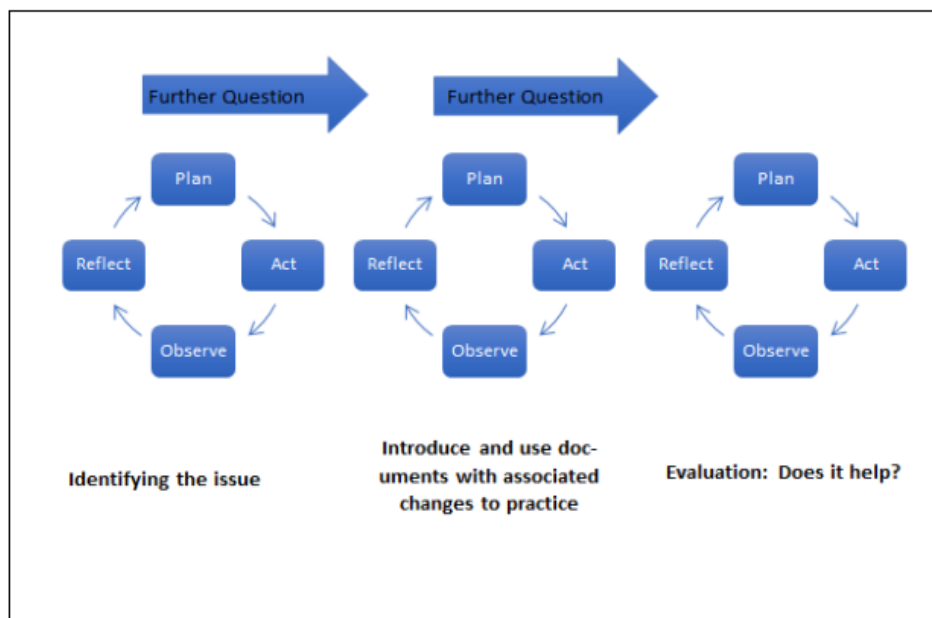 Further Question
Further Question
Plan
Plan
Plan
Reflect
Act
Reflect
Act
Reflect
Act
Observe
Observe
Observe
Identifying the issue
Introduce and use doc-
uments with associated
changes to practice
Evaluation: Does it help?